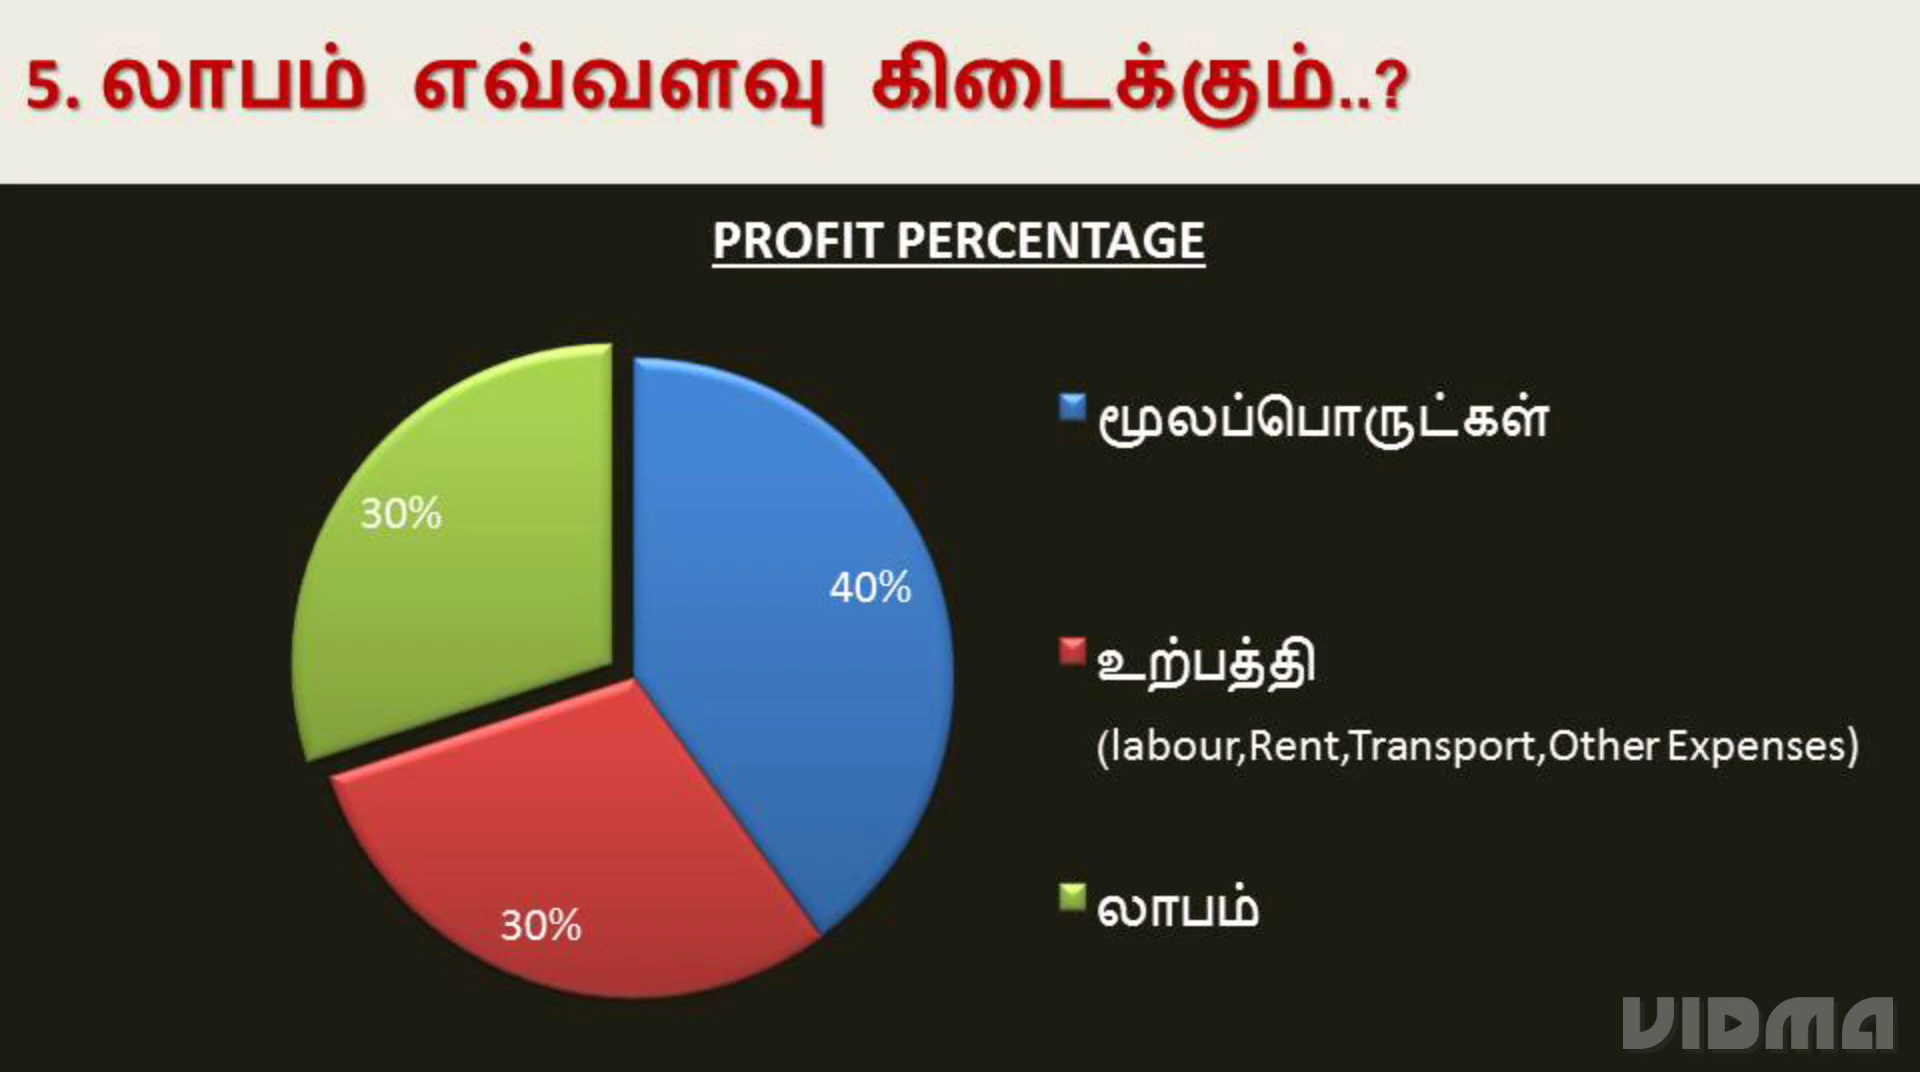 5. லாபம் எவ்வளவு கிடைக்கும்..?
PROFIT PERCENTAGE
30%
40%
30%
மூலப்பொருட்கள்
உற்பத்தி
(labour,Rent,Transport,Other Expenses)
லாபம்
VIDMA